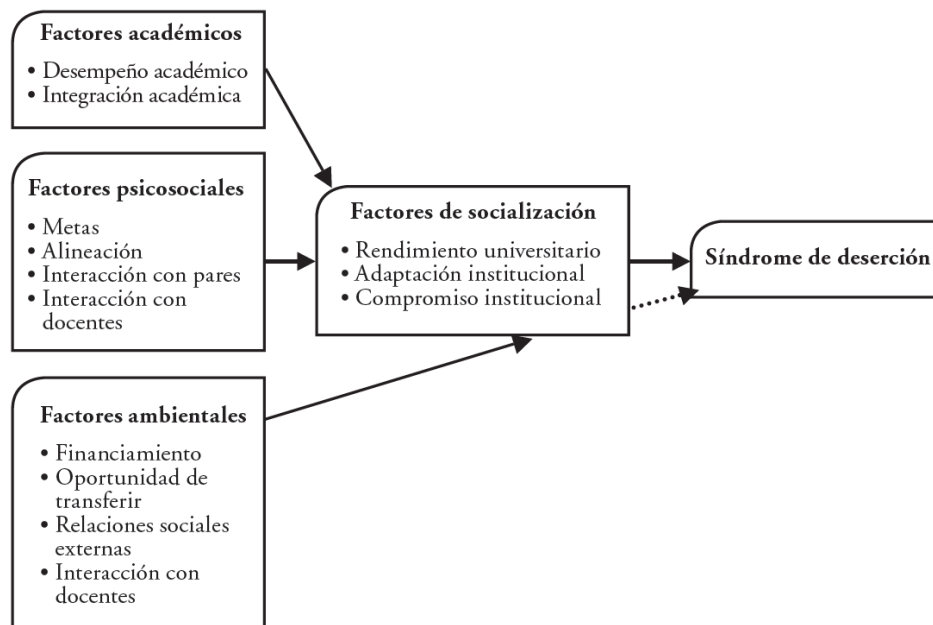 Factores académicos
• Desempeño académico
• Integración académica
Factores psicosociales
• Metas
• Alineación
• Interacción con pares
• Interacción con
docentes
Factores ambientales
• Financiamiento
• Oportunidad de
transferir
• Relaciones sociales
externas
• Interacción con
docentes
Factores de socialización
• Rendimiento universitario
• Adaptación institucional
• Compromiso institucional
Síndrome de deserción